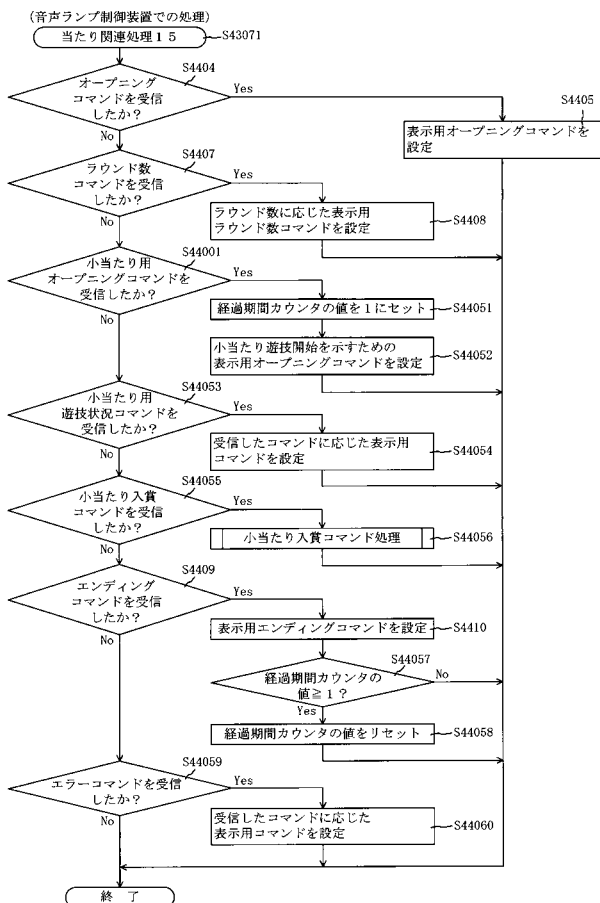 (音声ランプ制御装置での処理)
当たり関連処理15
S43071
S4404
オープニング
コマンドを受信
したか?
Yes
No
S4405
表示用オープニングコマンドを
設定
S4407
ラウンド数
コマンドを受信
したか?
Yes
No
ラウンド数に応じた表示用
ラウンド数コマンドを設定
S4408
S44001
小当たり用
オープニングコマンドを
受信したか?
Yes
No
経過期間カウンタの値を1にセット
S44051
小当たり遊技開始を示すための
表示用オープニングコマンドを設定
S44052
S44053
小当たり用
遊技状況コマンドを
受信したか?
Yes
No
受信したコマンドに応じた表示用
コマンドを設定
S44054
S44055
小当たり入賞
コマンドを受信
したか?
Yes
No
小当たり入賞コマンド処理
S44056
S4409
エンディング
コマンドを受信
したか?
Yes
No
表示用エンディングコマンドを設定
S4410
S44057
経過期間カウンタの
値≧1?
No
Yes
経過期間カウンタの値をリセット
S44058
S44059
エラーコマンドを受信
したか?
Yes
No
受信したコマンドに応じた
表示用コマンドを設定
S44060
終 了